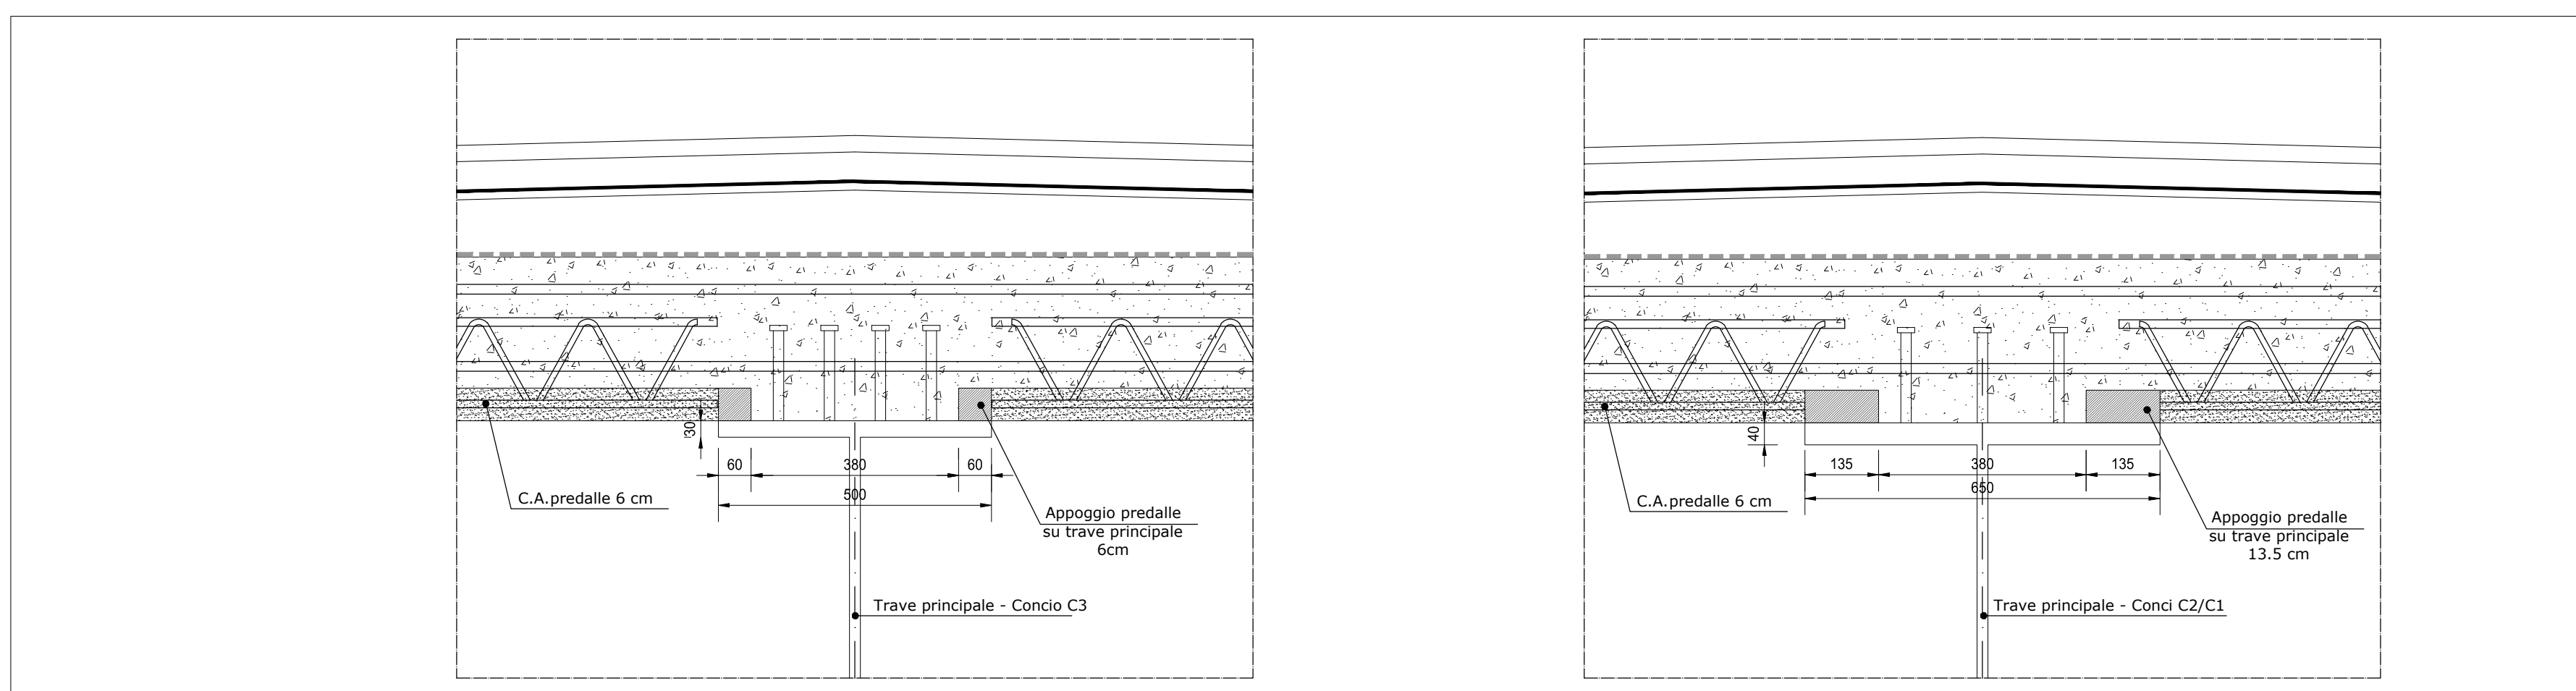 30
60
380
60
500
C.A.predalle 6 cm
Appoggio predalle
su trave principale
6cm
Trave principale - Concio C3
40
135
380
135
650
C.A.predalle 6 cm
Appoggio predalle
su trave principale
13.5 cm
Trave principale - Conci C2/C1